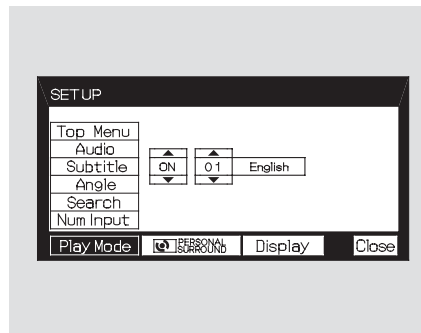 SETUP
Top Menu
Audio
Subtitle ON 01 English
Angle
Search
Num Input
Play Mode PERSONAL SURROUND Display Close